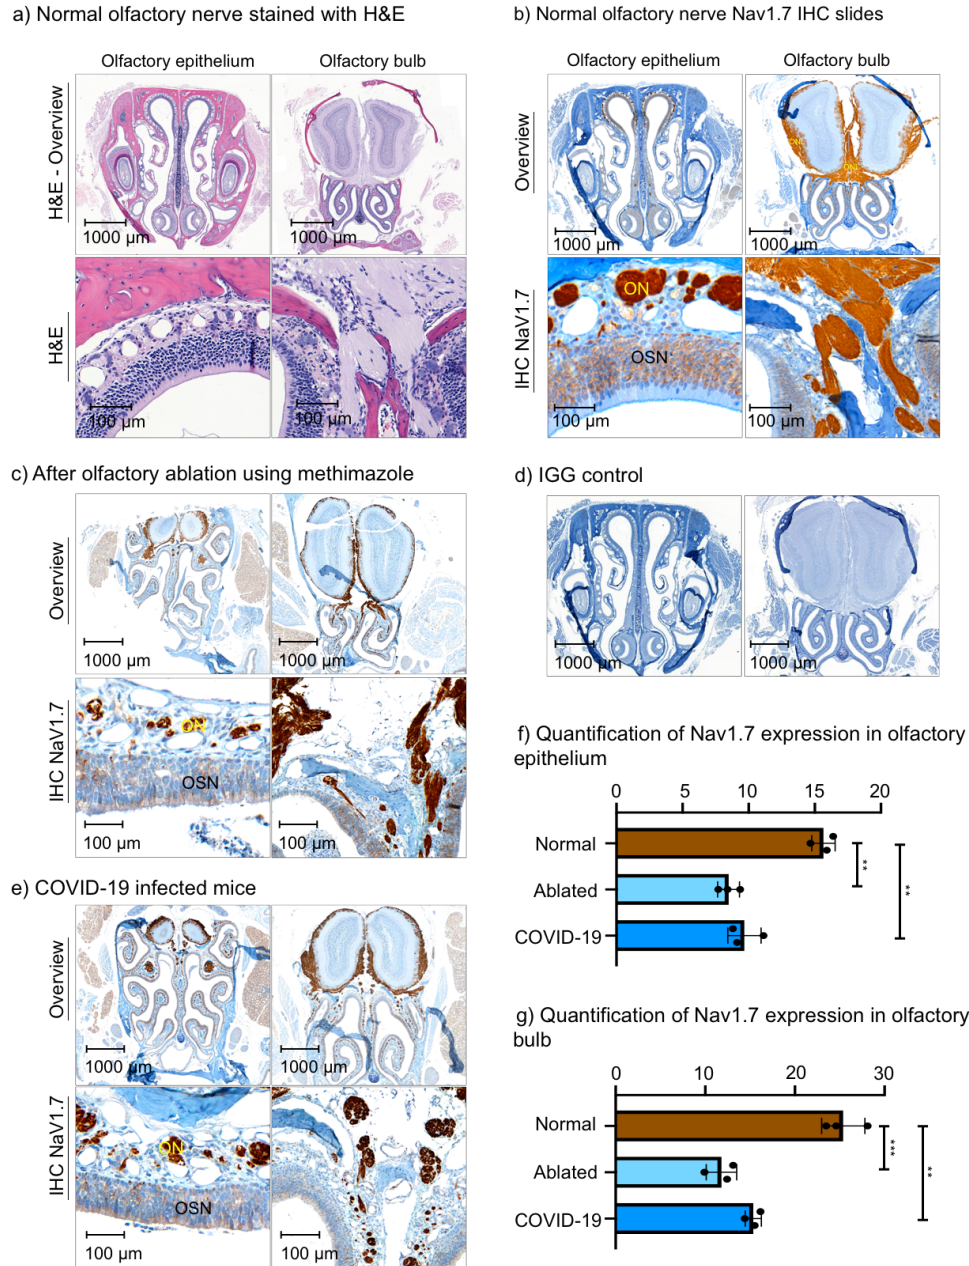 a) Normal olfactory nerve stained with H&E
Olfactory epithelium
Olfactory bulb
H&E - Overview
1000 µm
1000 µm
H&E
100 µm
100 µm
b) Normal olfactory nerve Nav1.7 IHC slides
Olfactory epithelium
Olfactory bulb
Overview
1000 µm
ON
ON
1000 µm
IHC NaV1.7
ON
OSN
100 µm
100 µm
c) After olfactory ablation using methimazole
Overview
1000 µm
1000 µm
IHC NaV1.7
ON
OSN
100 µm
100 µm
d) IGG control
1000 µm
1000 µm
e) COVID-19 infected mice
Overview
1000 µm
1000 µm
IHC NaV1.7
ON
OSN
100 µm
100 µm
f) Quantification of Nav1.7 expression in olfactory
epithelium
0 5 10 15 20
Normal
Ablated
COVID-19
**
**
g) Quantification of Nav1.7 expression in olfactory
bulb
0 10 20 30
Normal
Ablated
COVID-19
***
**